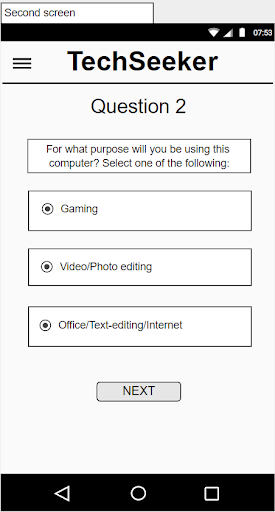 Second screen
07:53
TechSeeker
Question 2
For what purpose will you be using this
computer? Select one of the following:
Gaming
Video/Photo editing
Office/Text-editing/Internet
NEXT